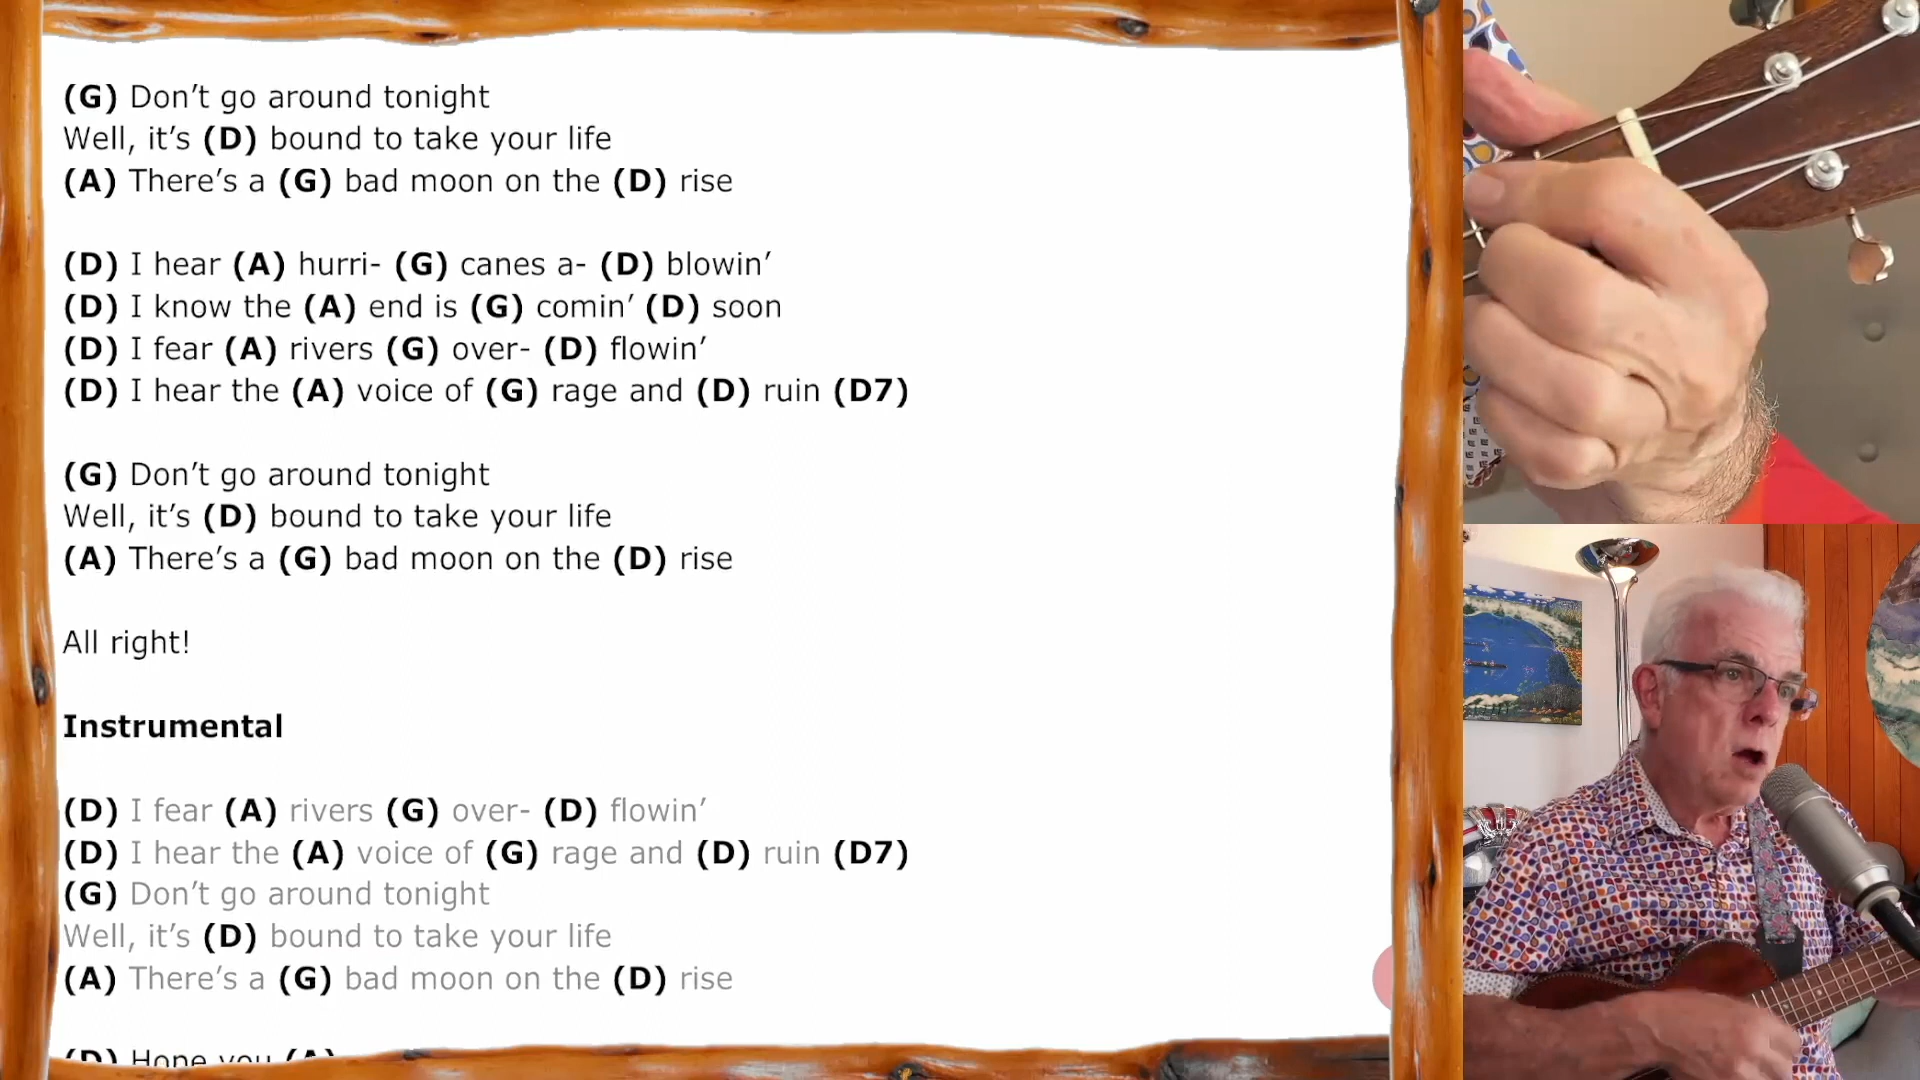 (G) Don’t go around tonight
Well, it’s (D) bound to take your life
(A) There’s a (G) bad moon on the (D) rise
(D) I hear (A) hurri- (G) canes a- (D) blowin’
(D) I know the (A) end is (G) comin’ (D) soon
(D) I fear (A) rivers (G) over- (D) flowin’
(D) I hear the (A) voice of (G) rage and (D) ruin (D7)
(G) Don’t go around tonight
Well, it’s (D) bound to take your life
(A) There’s a (G) bad moon on the (D) rise
All right!
Instrumental
(D) I fear (A) rivers (G) over- (D) flowin’
(D) I hear the (A) voice of (G) rage and (D) ruin (D7)
(G) Don’t go around tonight
Well, it’s (D) bound to take your life
(A) There’s a (G) bad moon on the (D) rise
(D) Hope you (A)